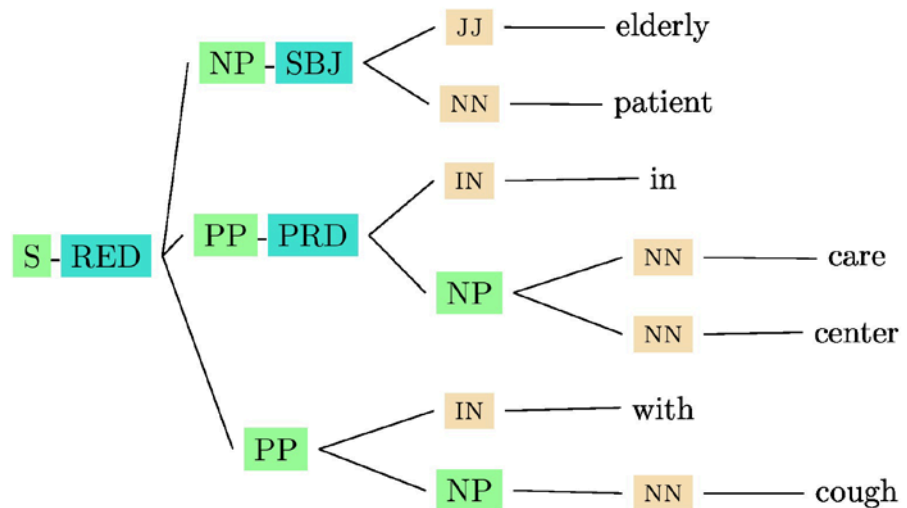 JJ elderly
NP-SBJ
NN patient
IN in
PP-PRD
NN care
S-RED
NP
NN center
IN with
PP
NP NN cough